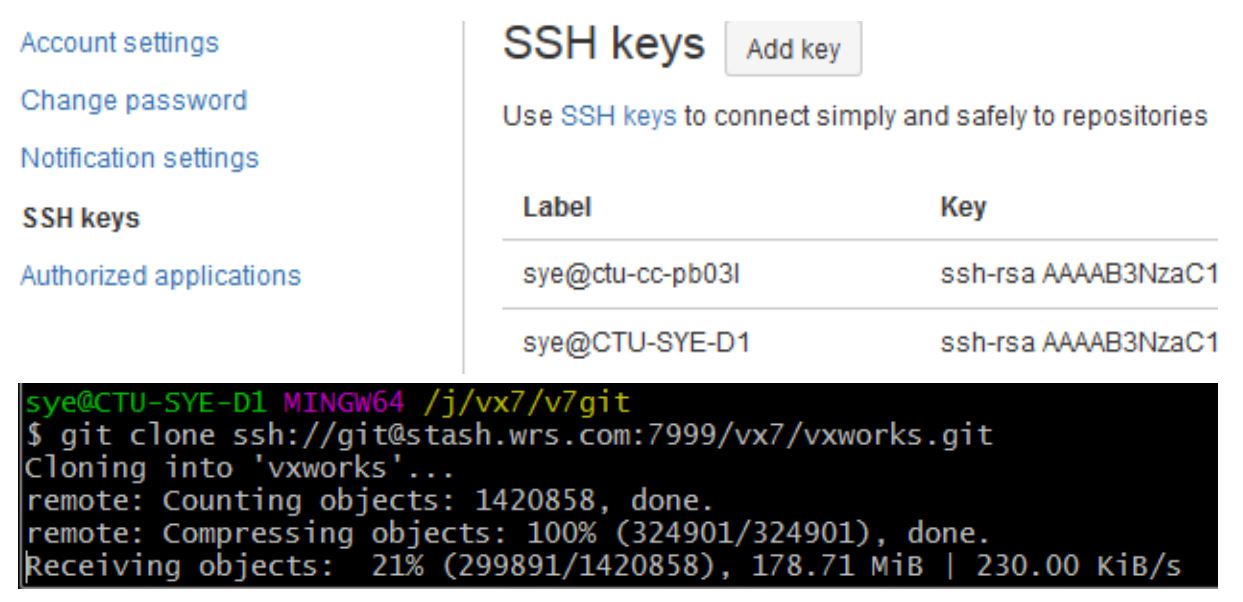 Account settings
Change password
Notification settings
SSH keys
Authorized applications
SSH keys Add key
Use SSH keys to connect simply and safely to repositories
Label Key
sye@ctu-cc-pb03l ssh-rsa AAAAB3NzaC1
sye@CTU-SYE-D1 ssh-rsa AAAAB3NzaC1
sye@CTU-SYE-D1 MINGW64 /j/vx7/v7git
$ git clone ssh://git@stash.wrs.com:7999/vx7/vxworks.git
Cloning into 'vxworks'...
remote: Counting objects: 1420858, done.
remote: Compressing objects: 100% (324901/324901), done.
Receiving objects:  21% (299891/1420858), 178.71 MiB | 230.00 KiB/s